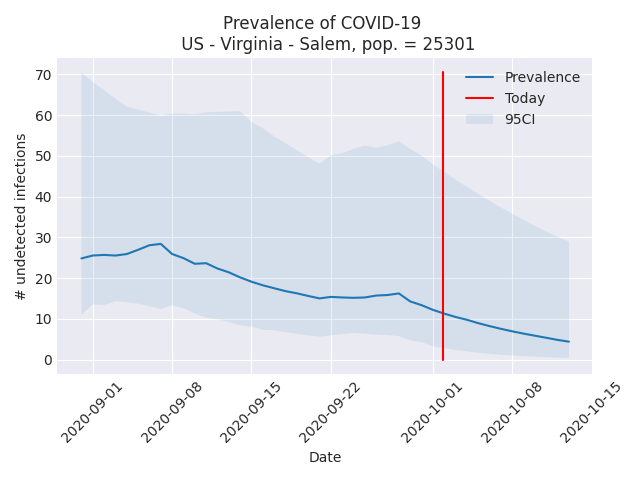 Prevalence of COVID-19
US - Virginia - Salem, pop. = 25301
# undetected infections
70
60
50
40
30
20
10
0
Prevalence
Today
95CI
2020-09-01
2020-09-08
2020-09-15
2020-09-22
2020-10-01
2020-10-08
2020-10-15
Date